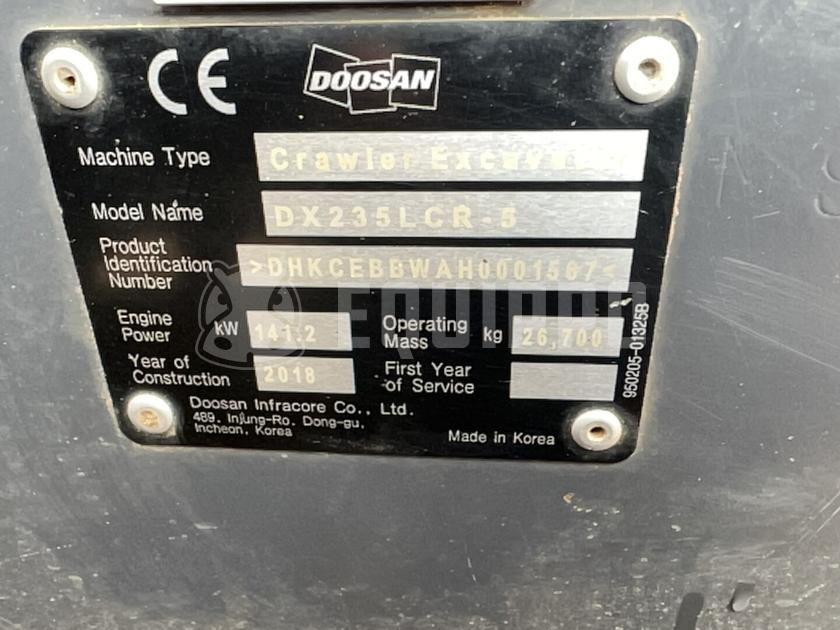 CE DOOSAN
Machine Type Crawler Excavator
Model Name DX235LCR-5
Product
Identification
Number >DHKCEBBWAH0001567<
Engine
Power kW 141.2
Operating
Mass kg 26,700
Year of
Construction 2018
First Year
of Service
Doosan Infracore Co., Ltd.
489, Injung-Ro, Dong-gu,
Incheon, Korea
Made in Korea
950205-01325B
EQUIPPO